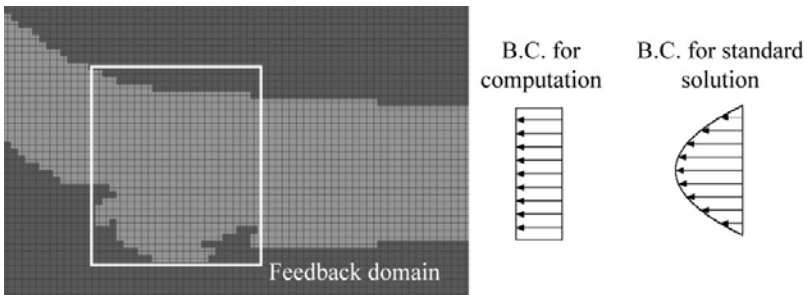 B.C. for
computation
B.C. for standard
solution
Feedback domain